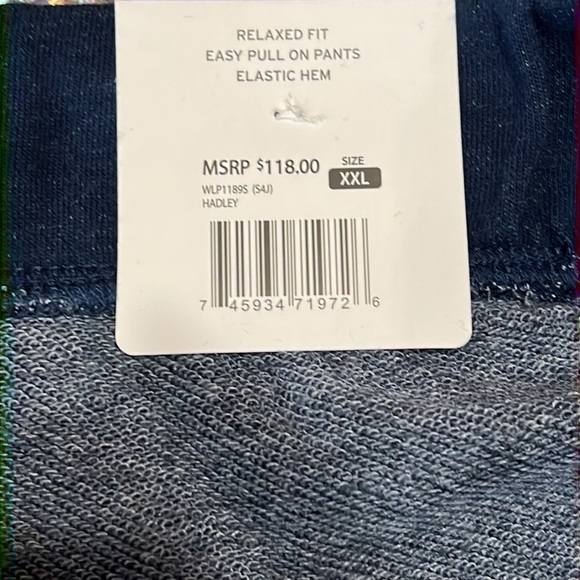 RELAXED FIT
EASY PULL ON PANTS
ELASTIC HEM
MSRP $118.00
SIZE
XXL
WLP1189S (S4J)
HADLEY
7 45934 71972 6